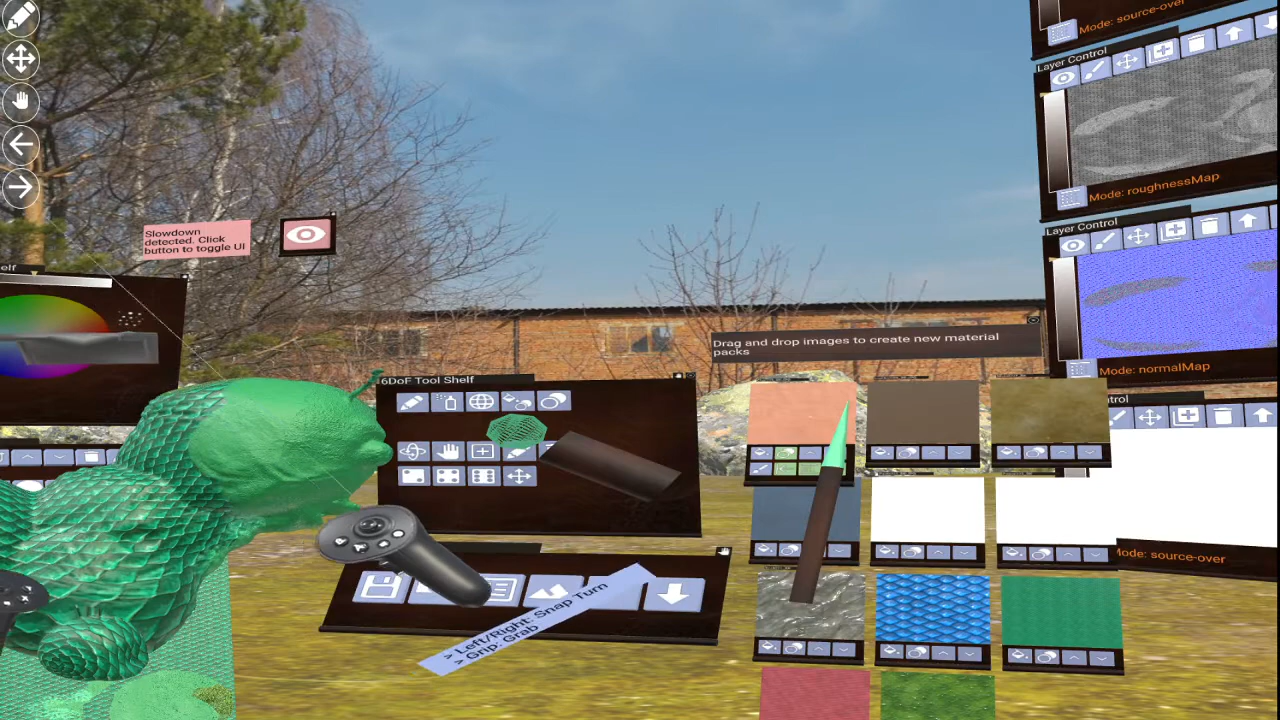 Mode: source-over
Layer Control
Mode: roughnessMap
Layer Control
Mode: normalMap
Slowdown
detected. Click
button to toggle UI
Drag and drop images to create new material
packs
6DoF Tool Shelf
> Left/Right: Snap Turn
> Grip: Grab
Mode: source-over